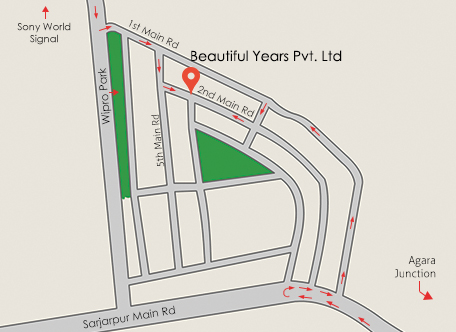 Sony World
Signal
1st Main Rd
Beautiful Years Pvt. Ltd
Wipro Park
2nd Main Rd
5th Main Rd
Agara
Junction
Sarjarpur Main Rd